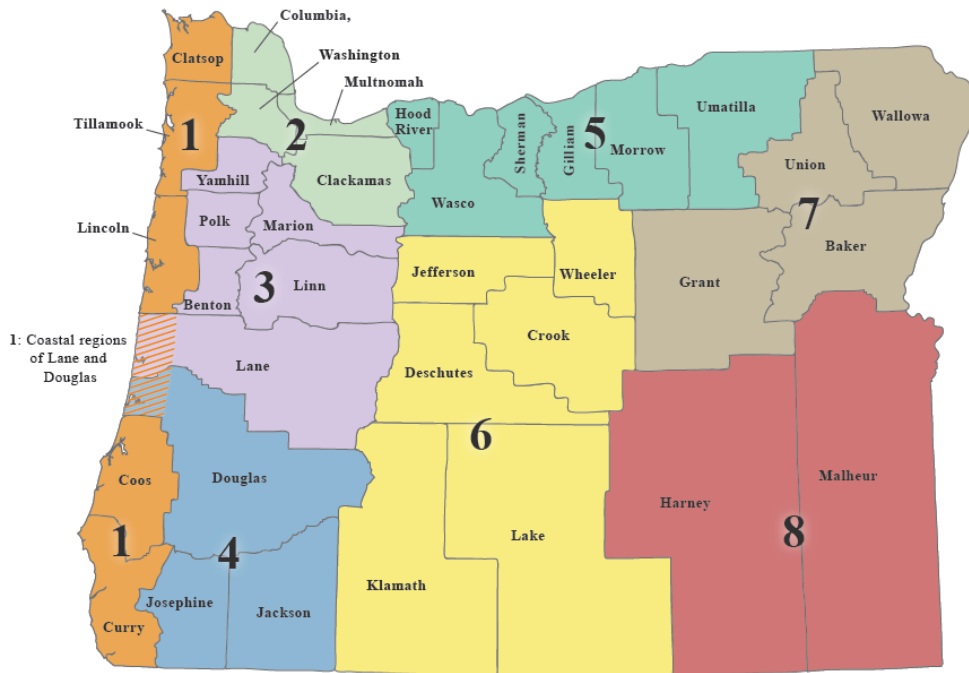 Columbia,
Washington
Multnomah
Clatsop
Tillamook
1
2
Hood
River
Sherman
Gilliam
5
Morrow
Umatilla
Wallowa
Union
Yamhill
Clackamas
Wasco
7
Polk
Marion
Lincoln
Baker
Jefferson
Wheeler
Grant
3
Linn
Benton
1: Coastal regions
of Lane and
Douglas
Lane
Crook
Deschutes
6
Coos
Douglas
Harney
Malheur
1
4
Lake
8
Klamath
Josephine
Jackson
Curry